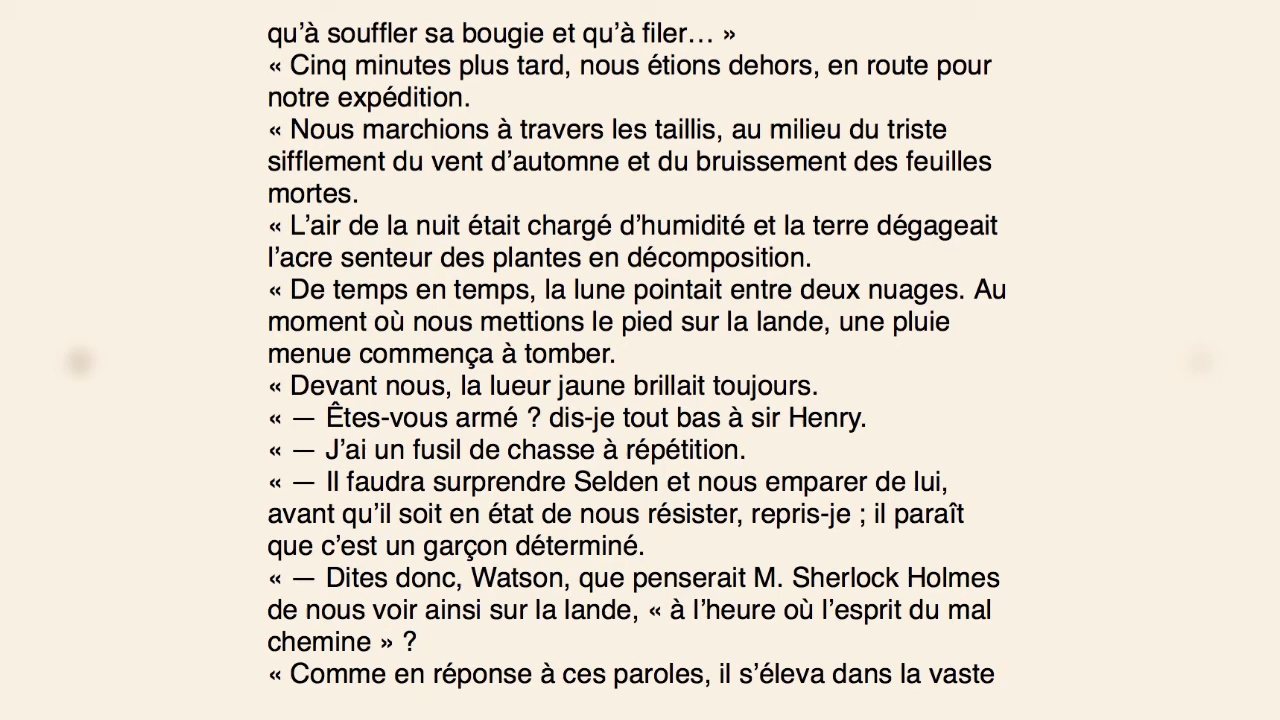 qu’à souffler sa bougie et qu’à filer… »
« Cinq minutes plus tard, nous étions dehors, en route pour
notre expédition.
« Nous marchions à travers les taillis, au milieu du triste
sifflement du vent d’automne et du bruissement des feuilles
mortes.
« L’air de la nuit était chargé d’humidité et la terre dégageait
l’acre senteur des plantes en décomposition.
« De temps en temps, la lune pointait entre deux nuages. Au
moment où nous mettions le pied sur la lande, une pluie
menue commença à tomber.
« Devant nous, la lueur jaune brillait toujours.
« — Êtes-vous armé ? dis-je tout bas à sir Henry.
« — J’ai un fusil de chasse à répétition.
« — Il faudra surprendre Selden et nous emparer de lui,
avant qu’il soit en état de nous résister, repris-je ; il paraît
que c’est un garçon déterminé.
« — Dites donc, Watson, que penserait M. Sherlock Holmes
de nous voir ainsi sur la lande, « à l’heure où l’esprit du mal
chemine » ?
« Comme en réponse à ces paroles, il s’éleva dans la vaste